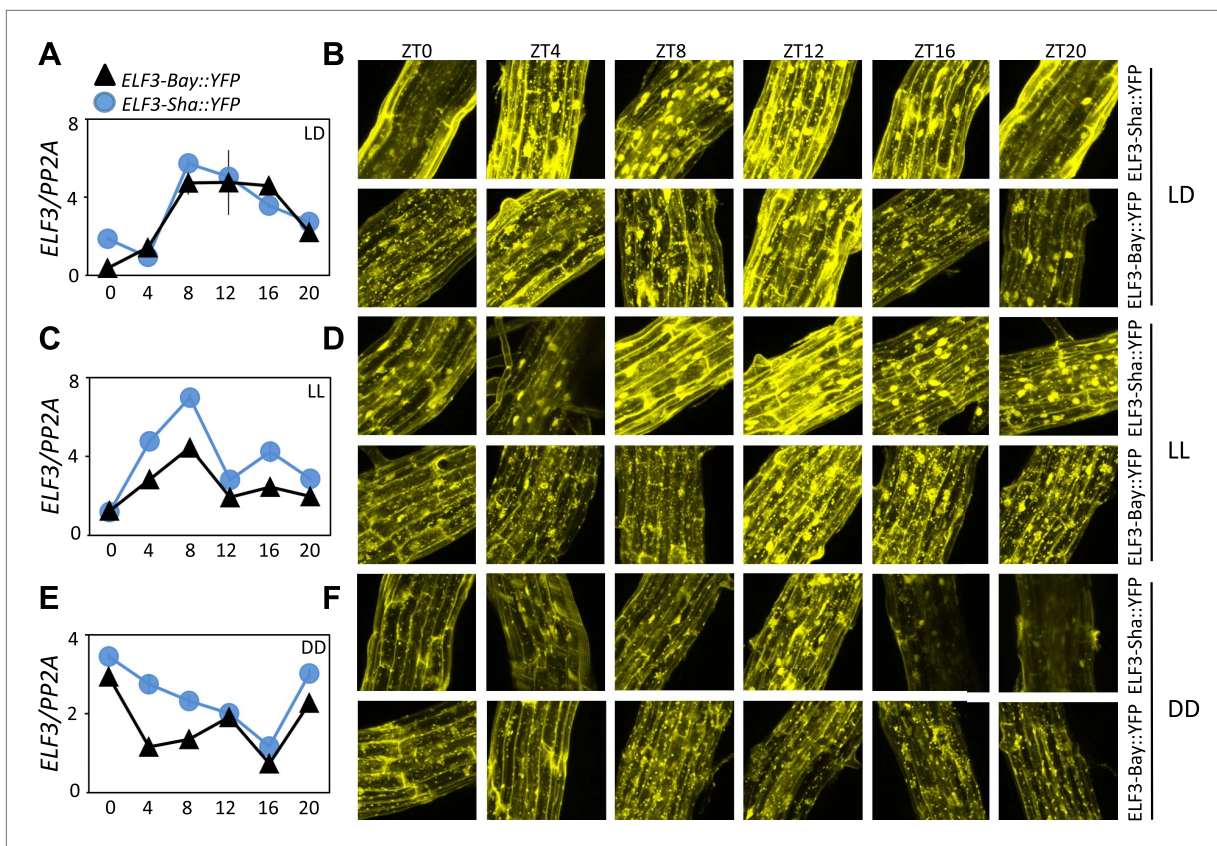 A
ELF3-Bay::YFP
ELF3-Sha::YFP
8
4
0
LD
ELF3/PP2A
0 4 8 12 16 20
B
ZT0 ZT4 ZT8 ZT12 ZT16 ZT20
ELF3-Sha::YFP
ELF3-Bay::YFP
LD
C
8
4
0
LL
ELF3/PP2A
0 4 8 12 16 20
D
ELF3-Sha::YFP
ELF3-Bay::YFP
LL
E
4
2
0
DD
ELF3/PP2A
0 4 8 12 16 20
F
ELF3-Sha::YFP
ELF3-Bay::YFP
DD